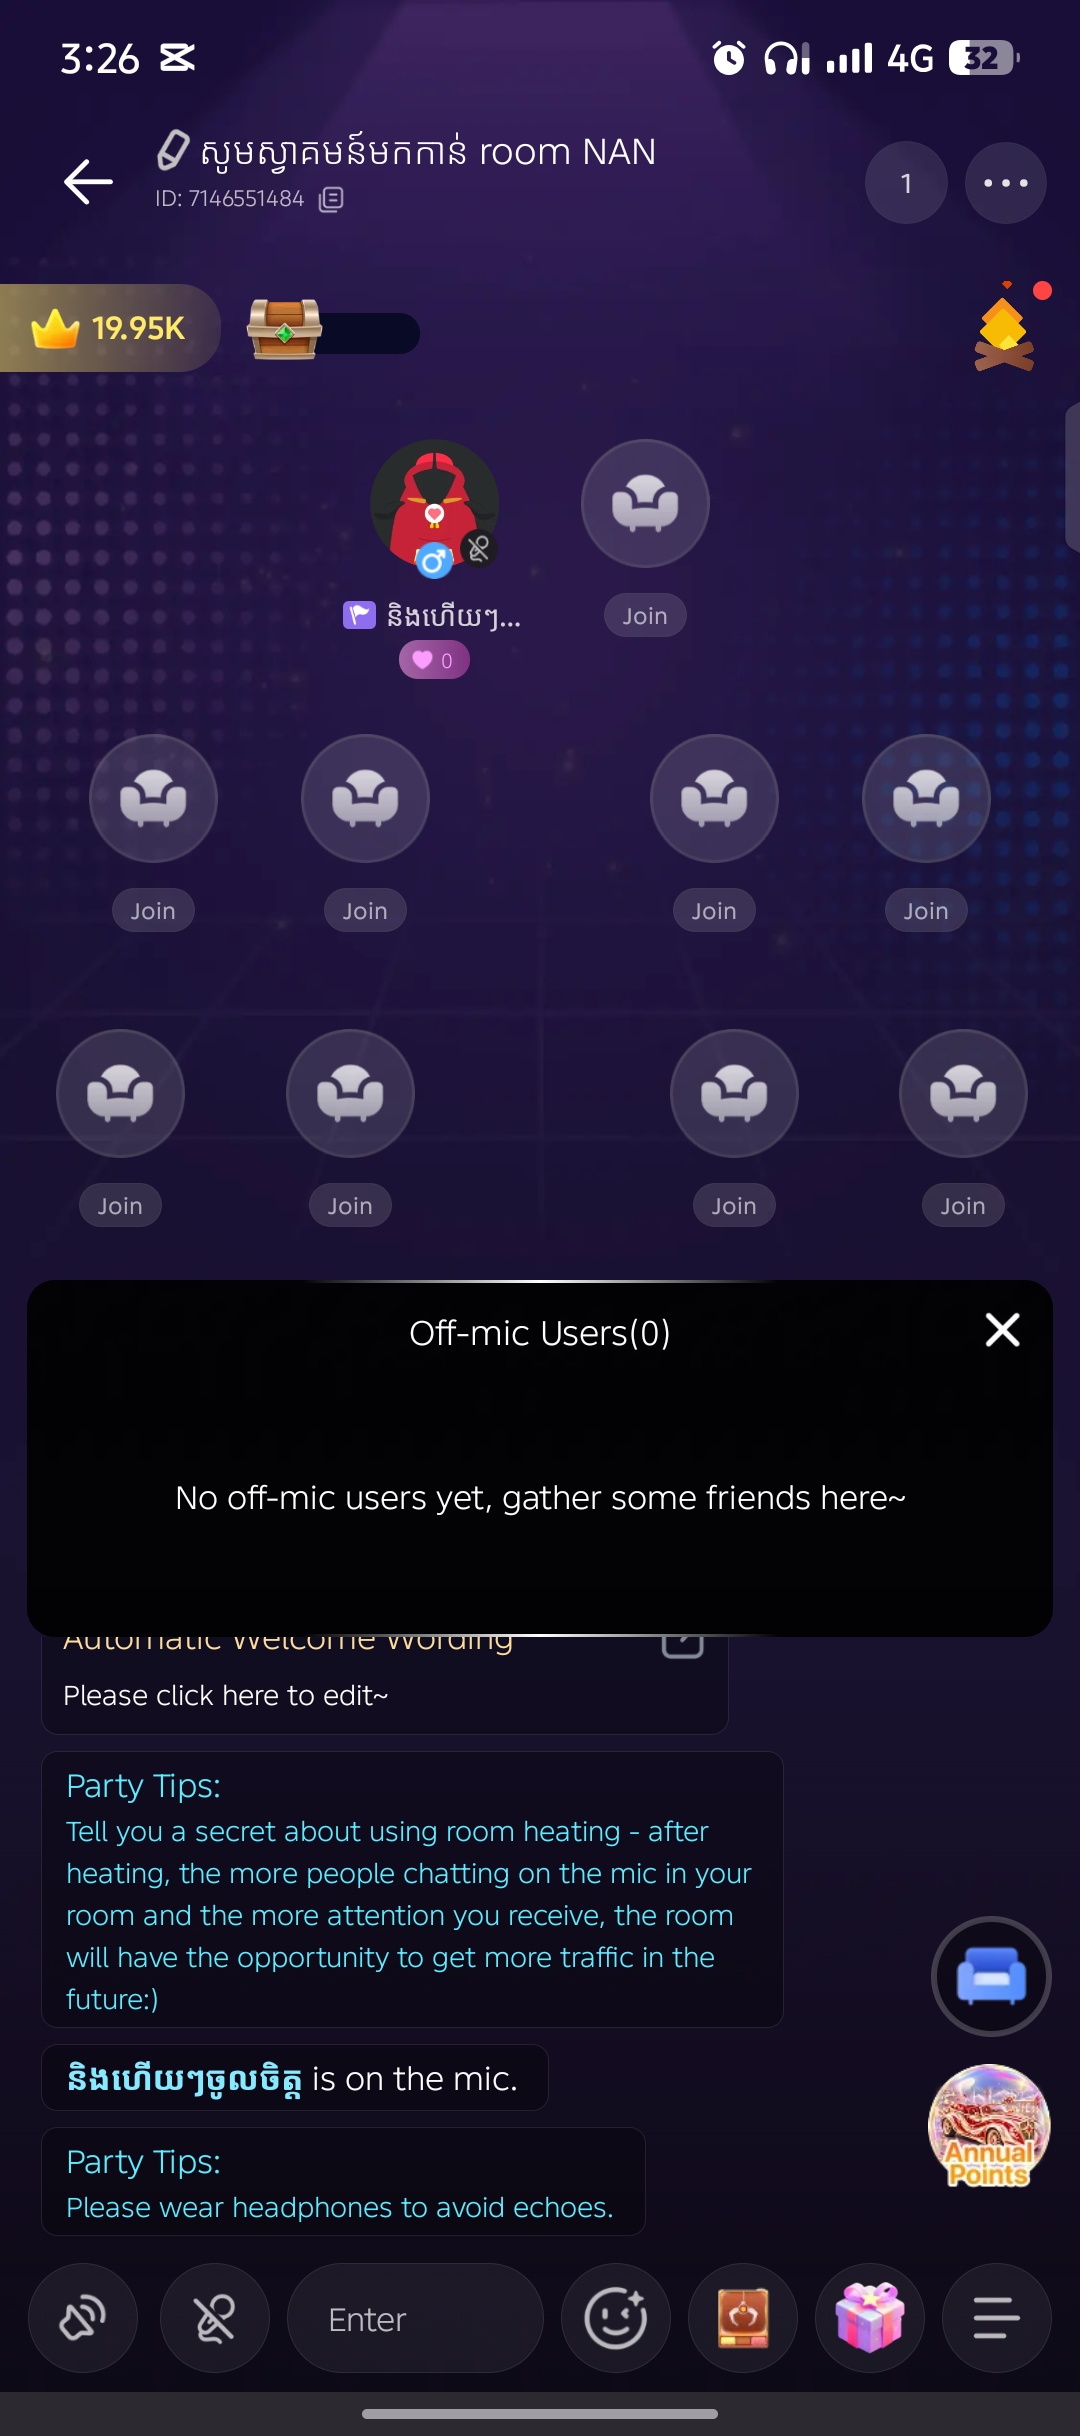 3:26
4G
32
សូមស្វាគមន៍មកកាន់ room NAN
ID: 7146551484
1
19.95K
និងហើយៗ...
Join
0
Join
Join
Join
Join
Join
Join
Join
Join
Off-mic Users(0)
No off-mic users yet, gather some friends here~
Automatic Welcome Wording
Please click here to edit~
Party Tips:
Tell you a secret about using room heating - after
heating, the more people chatting on the mic in your
room and the more attention you receive, the room
will have the opportunity to get more traffic in the
future:)
និងហើយៗចូលចិត្ត is on the mic.
Party Tips:
Please wear headphones to avoid echoes.
Annual
Points
Enter